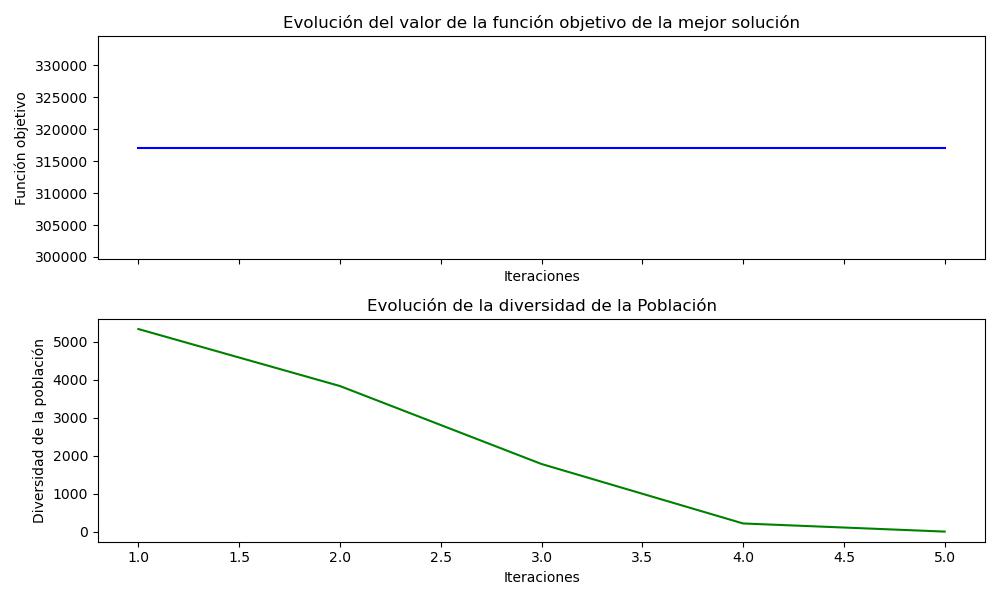 Evolución del valor de la función objetivo de la mejor solución
330000
325000
320000
315000
310000
305000
300000
Función objetivo
Iteraciones
Evolución de la diversidad de la Población
5000
4000
3000
2000
1000
0
Diversidad de la población
1.0 1.5 2.0 2.5 3.0 3.5 4.0 4.5 5.0
Iteraciones